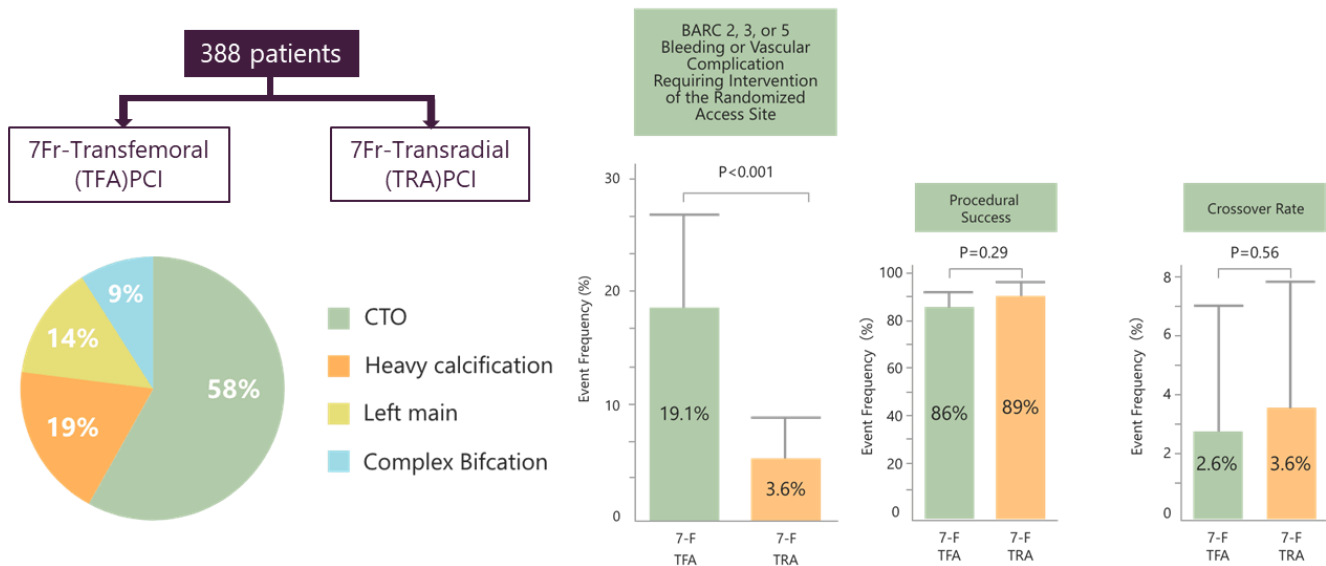 388 patients
7Fr-Transfemoral
(TFA)PCI
7Fr-Transradial
(TRA)PCI
9%
14%
19%
58%
CTO
Heavy calcification
Left main
Complex Bifcation
BARC 2, 3, or 5
Bleeding or Vascular
Complication
Requiring Intervention
of the Randomized
Access Site
P<0.001
Event Frequency (%)
30
20
10
0
19.1%
3.6%
7-F
TFA
7-F
TRA
Procedural
Success
P=0.29
Event Frequency (%)
100
80
60
40
20
0
86%
89%
7-F
TFA
7-F
TRA
Crossover Rate
P=0.56
Event Frequency (%)
8
6
4
2
0
2.6%
3.6%
7-F
TFA
7-F
TRA